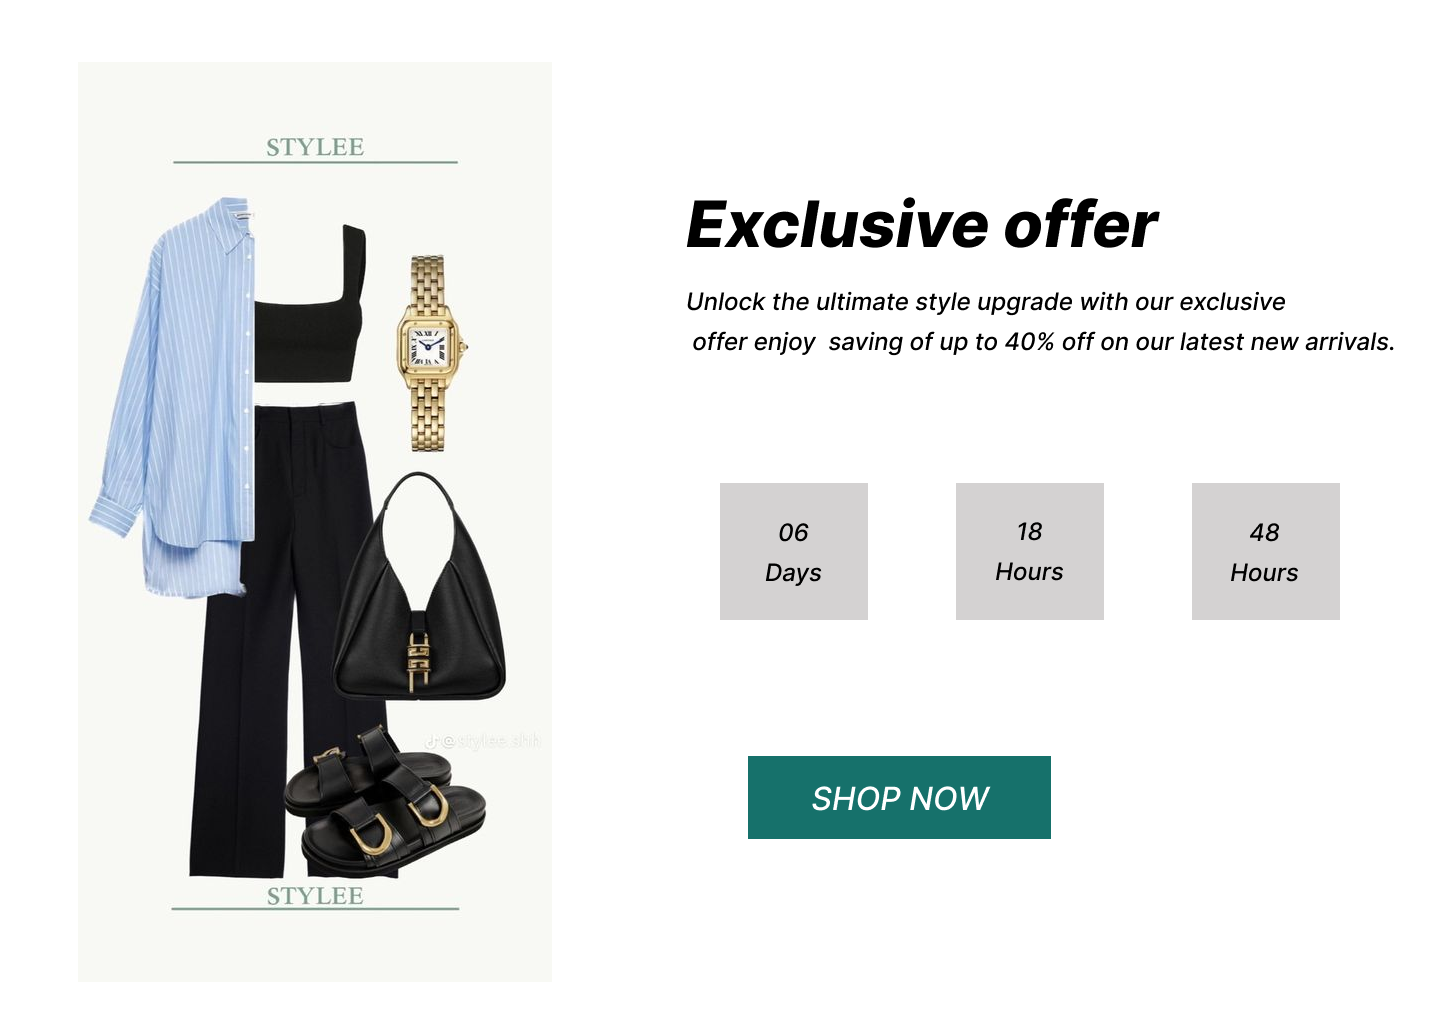 STYLEE
Exclusive offer
Unlock the ultimate style upgrade with our exclusive
offer enjoy  saving of up to 40% off on our latest new arrivals.
06
Days
18
Hours
48
Hours
@stylee.shh
SHOP NOW
STYLEE